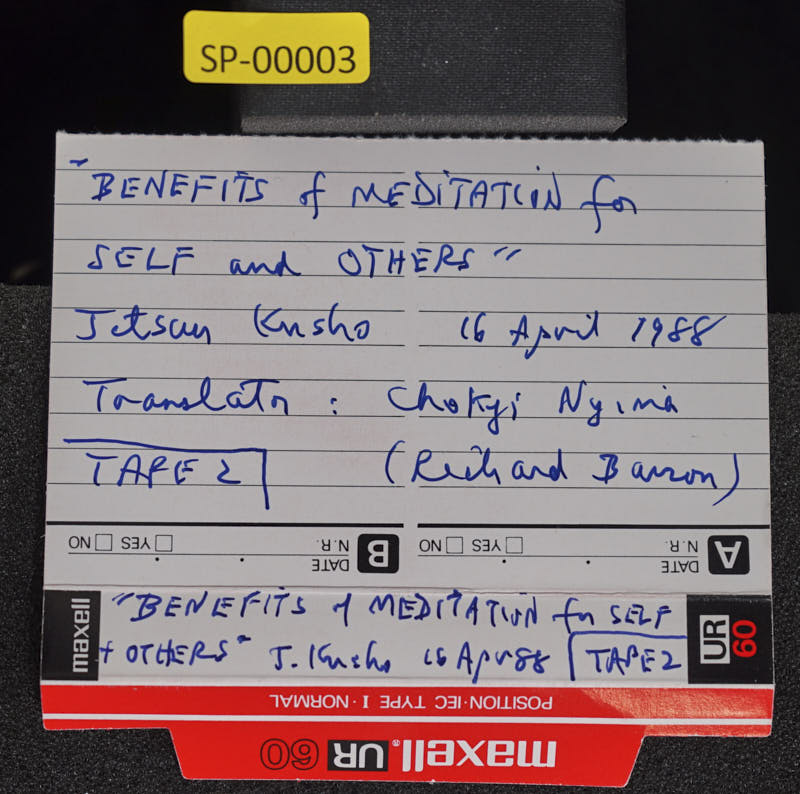 SP-00003
"BENEFITS of MEDITATION for
SELF and OTHERS"
Jetsun Kusho 16 April 1988
Translator : Chokyi Nyima
TAPE 2 (Richard Barron)
A DATE N.R. YES NO
B DATE N.R. YES NO
maxell
"BENEFITS of MEDITATION for SELF
+ OTHERS" J. Kusho 16 Apr 88 TAPE 2
UR 60
POSITION·IEC TYPE I·NORMAL
maxell® UR 60